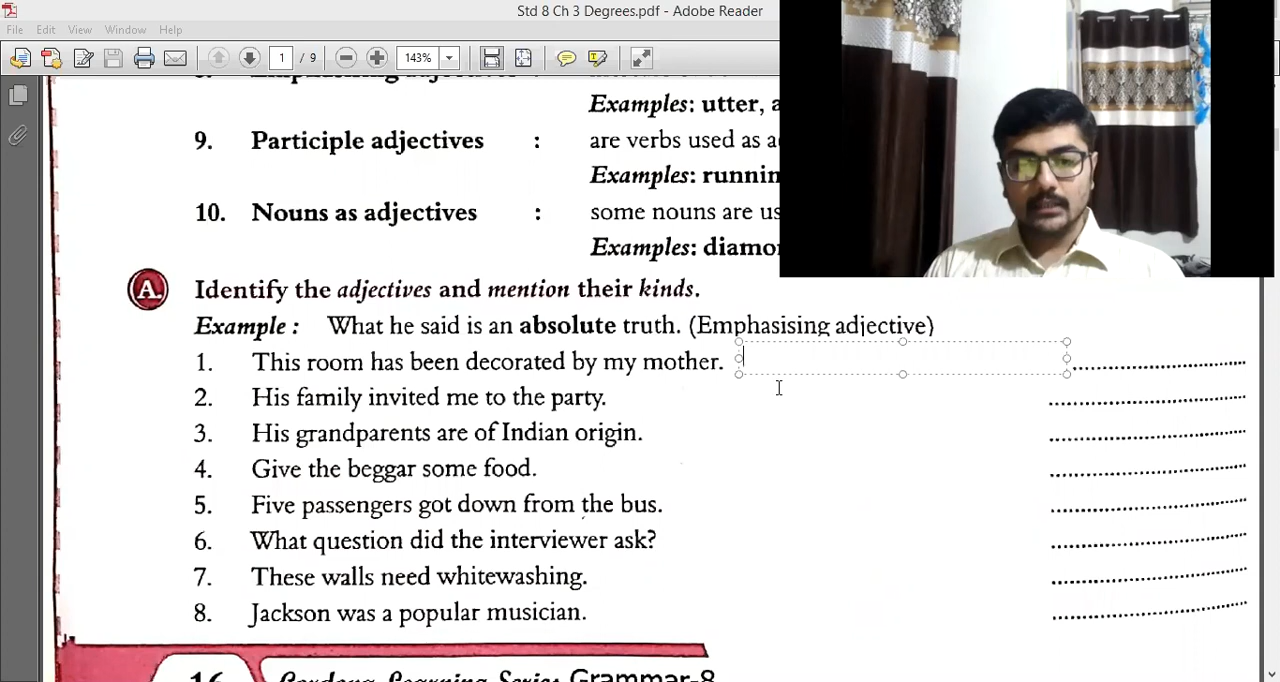 Std 8 Ch 3 Degrees.pdf - Adobe Reader
File Edit View Window Help
1 / 9 143%
Examples: utter, a
9. Participle adjectives : are verbs used as a
Examples: runnin
10. Nouns as adjectives : some nouns are us
Examples: diamo
A. Identify the adjectives and mention their kinds.
Example : What he said is an absolute truth. (Emphasising adjective)
1. This room has been decorated by my mother.
2. His family invited me to the party.
3. His grandparents are of Indian origin.
4. Give the beggar some food.
5. Five passengers got down from the bus.
6. What question did the interviewer ask?
7. These walls need whitewashing.
8. Jackson was a popular musician.
16 Cordova Learning Series Grammar-8